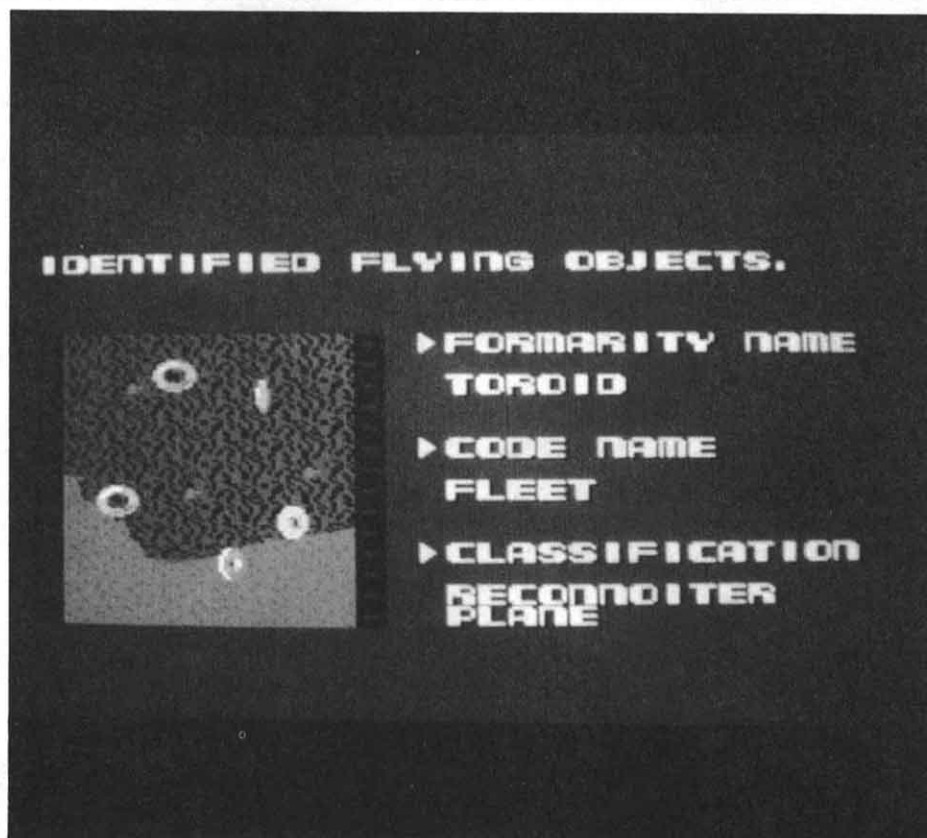 IDENTIFIED FLYING OBJECTS.
▶FORMARITY NAME
TOROID
▶CODE NAME
FLEET
▶CLASSIFICATION
RECONNOITER
PLANE